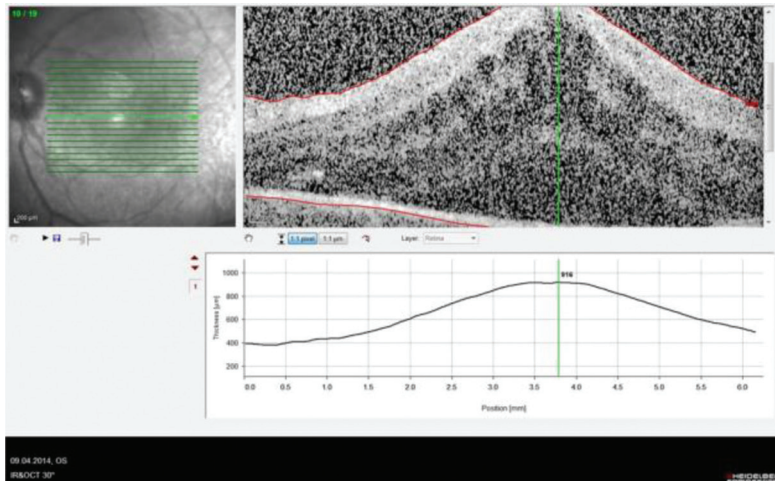 19 / 19
200 µm
1:1 pixel 1:1 µm Layer: Retina
1
916
Thickness [µm]
1000
800
600
400
200
0.0 0.5 1.0 1.5 2.0 2.5 3.0 3.5 4.0 4.5 5.0 5.5 6.0
Position [mm]
09.04.2014, OS
IR&OCT 30°